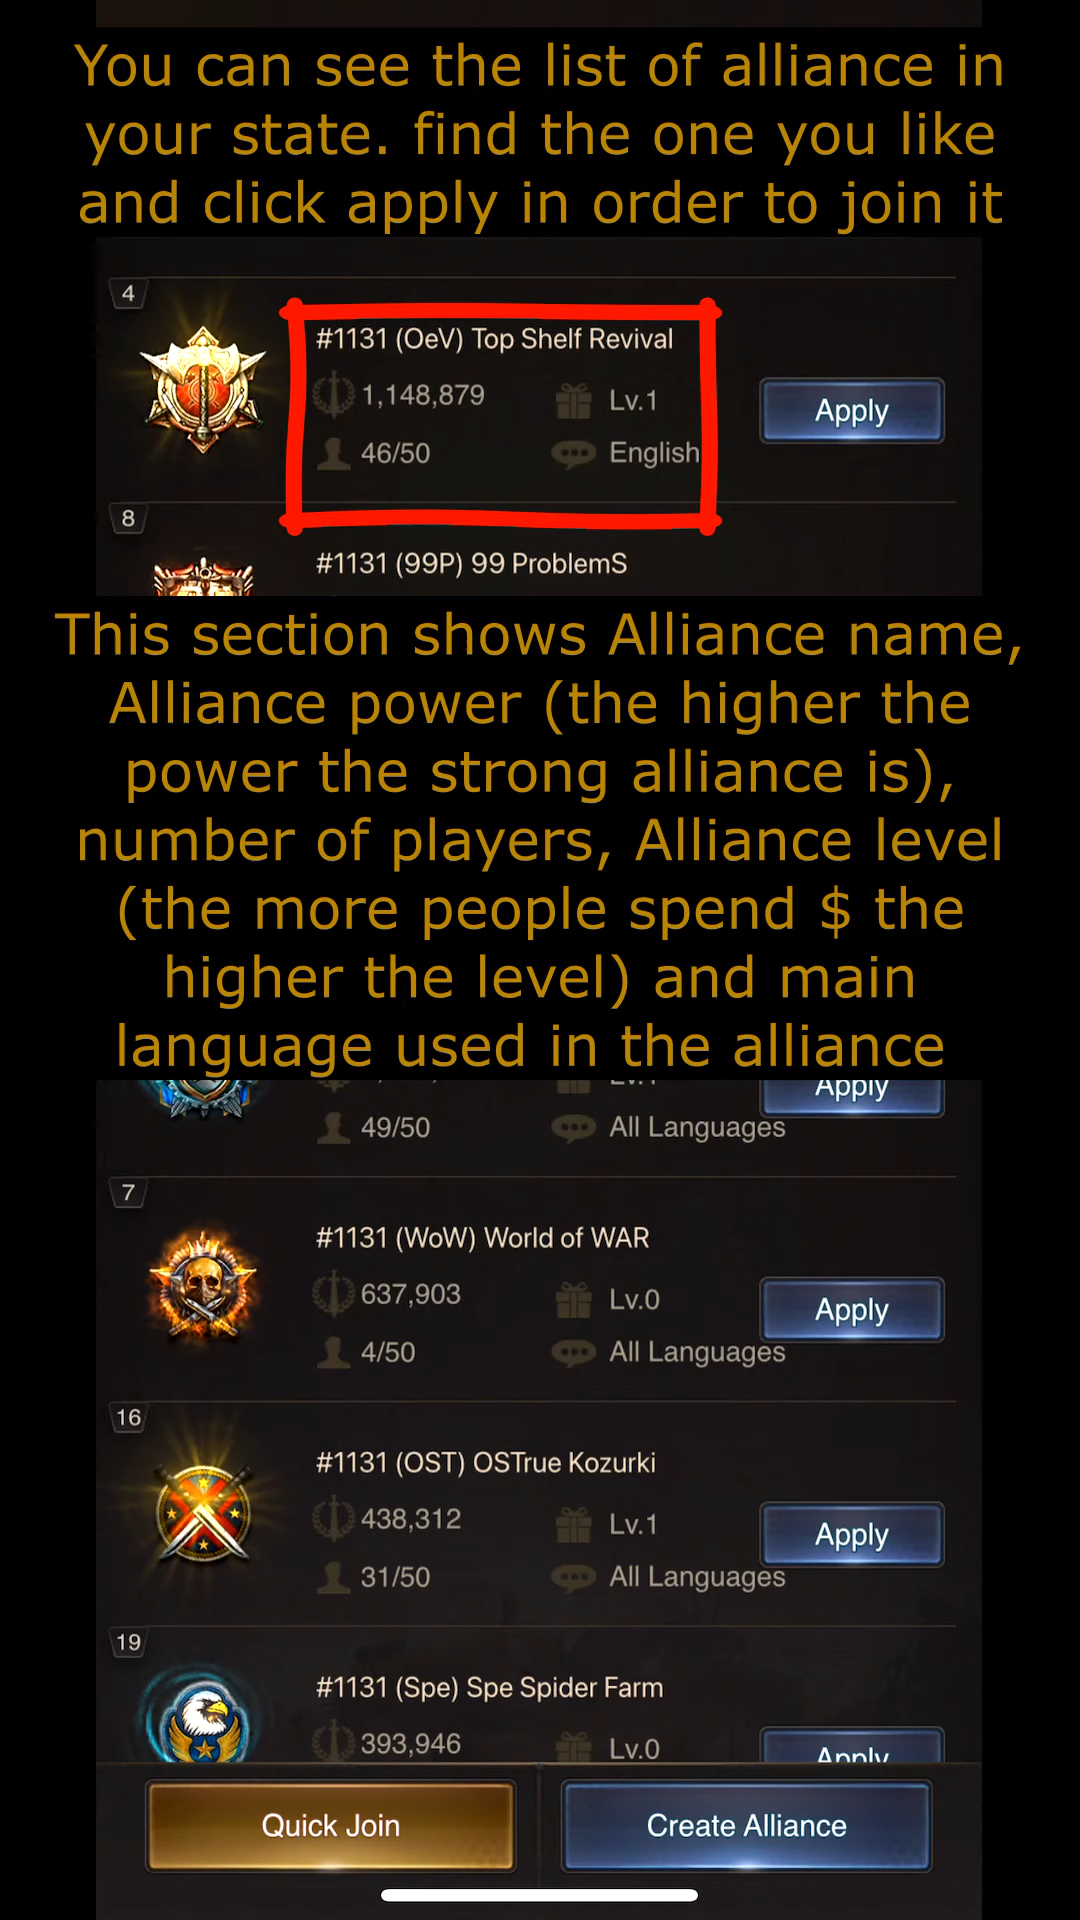 You can see the list of alliance in
your state. find the one you like
and click apply in order to join it
4
#1131 (OeV) Top Shelf Revival
1,148,879
Lv.1
Apply
46/50
English
8
#1131 (99P) 99 ProblemS
This section shows Alliance name,
Alliance power (the higher the
power the strong alliance is),
number of players, Alliance level
(the more people spend $ the
higher the level) and main
language used in the alliance
Apply
49/50
All Languages
7
#1131 (WoW) World of WAR
637,903
Lv.0
Apply
4/50
All Languages
16
#1131 (OST) OSTrue Kozurki
438,312
Lv.1
Apply
31/50
All Languages
19
#1131 (Spe) Spe Spider Farm
393,946
Lv.0
Apply
Quick Join
Create Alliance